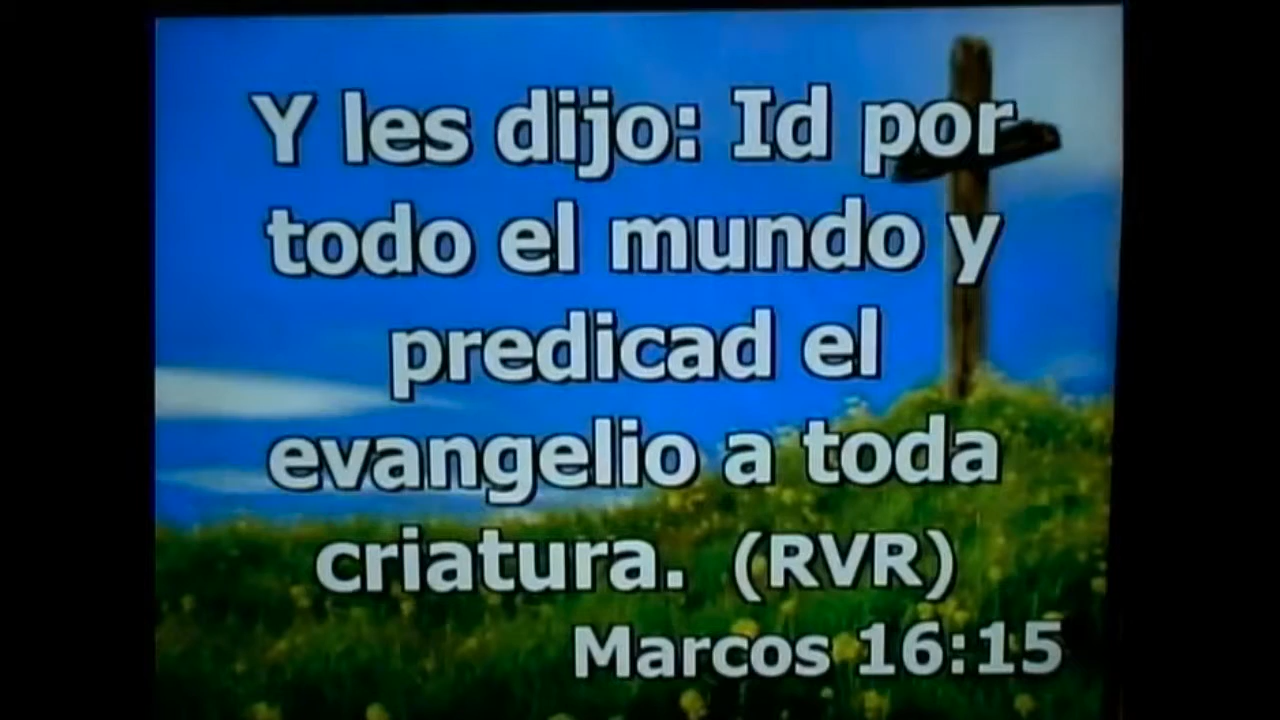 Y les dijo: Id por
todo el mundo y
predicad el
evangelio a toda
criatura. (RVR)
Marcos 16:15